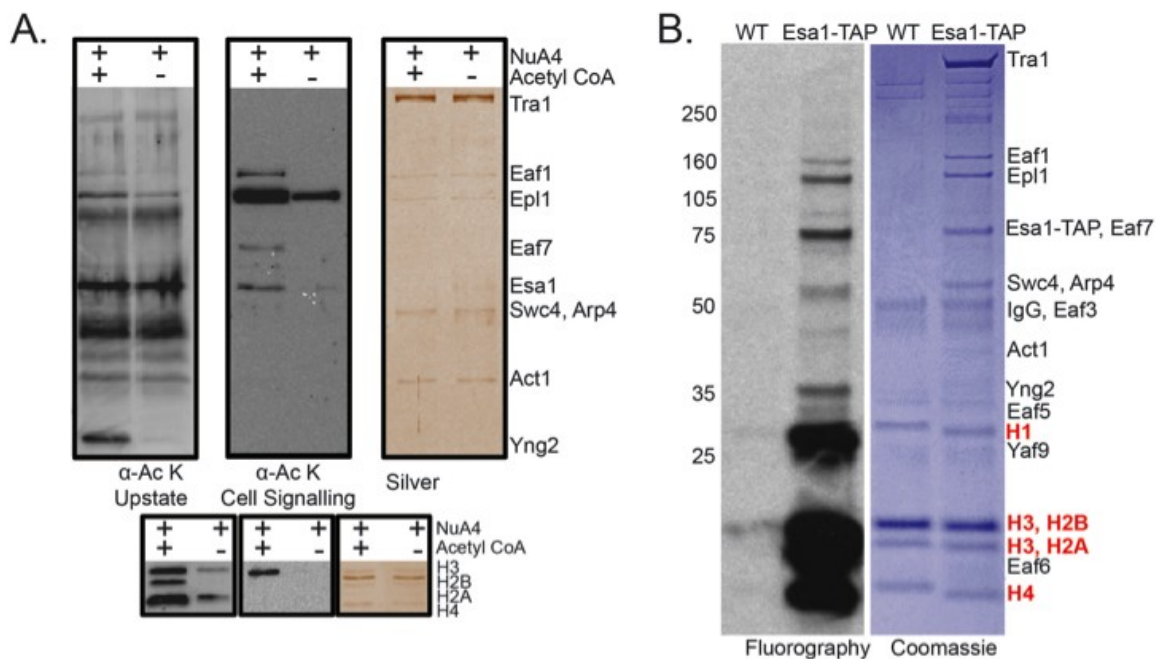 A.
+ + + + + + NuA4
+ - + - + - Acetyl CoA
Tra1
Eaf1
Epl1
Eaf7
Esa1
Swc4, Arp4
Act1
Yng2
α-Ac K
Upstate
α-Ac K
Cell Signalling
Silver
+ + + + + + NuA4
+ - + - + - Acetyl CoA
H3
H2B
H2A
H4
B.
WT Esa1-TAP WT Esa1-TAP
250
160
105
75
50
35
25
Tra1
Eaf1
Epl1
Esa1-TAP, Eaf7
Swc4, Arp4
IgG, Eaf3
Act1
Yng2
Eaf5
H1
Yaf9
H3, H2B
H3, H2A
Eaf6
H4
Fluorography Coomassie